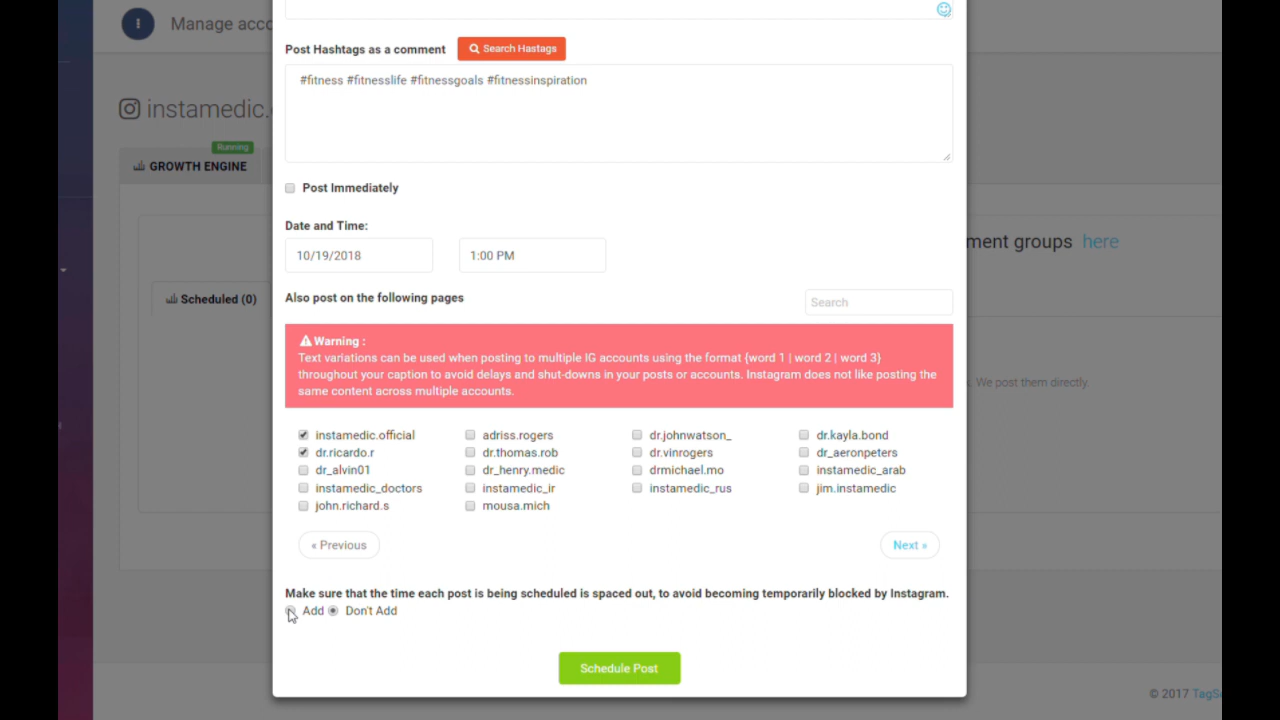 Manage acco
Post Hashtags as a comment
Search Hastags
#fitness #fitnesslife #fitnessgoals #fitnessinspiration
instamedic.
Running
GROWTH ENGINE
Post Immediately
Date and Time:
10/19/2018
1:00 PM
ment groups here
Scheduled (0)
Also post on the following pages
Search
Warning :
Text variations can be used when posting to multiple IG accounts using the format {word 1 | word 2 | word 3}
throughout your caption to avoid delays and shut-downs in your posts or accounts. Instagram does not like posting the
same content across multiple accounts.
. We post them directly.
instamedic.official adriss.rogers dr.johnwatson_ dr.kayla.bond
dr.ricardo.r dr.thomas.rob dr.vinrogers dr_aeronpeters
dr_alvin01 dr_henry.medic drmichael.mo instamedic_arab
instamedic_doctors instamedic_ir instamedic_rus jim.instamedic
john.richard.s mousa.mich
« Previous
Next »
Make sure that the time each post is being scheduled is spaced out, to avoid becoming temporarily blocked by Instagram.
Add Don't Add
Schedule Post
© 2017 TagS